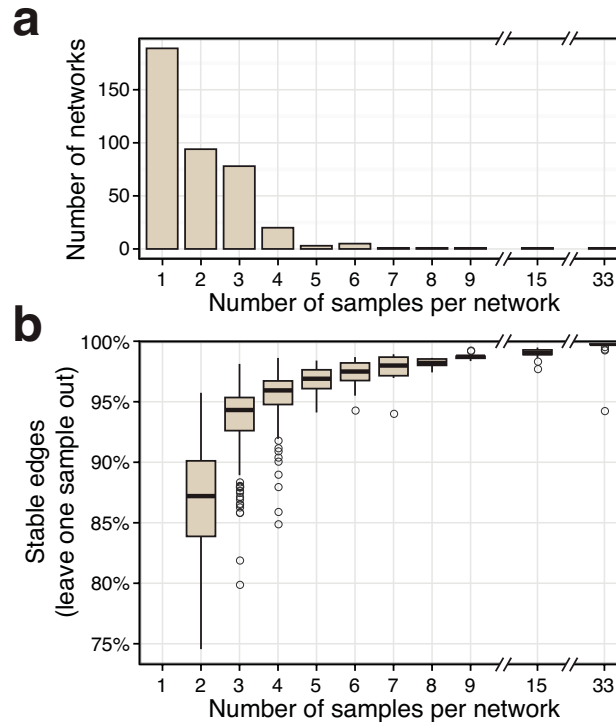 a
Number of networks
150
100
50
0
1 2 3 4 5 6 7 8 9 15 33
Number of samples per network
b
Stable edges
(leave one sample out)
100%
95%
90%
85%
80%
75%
1 2 3 4 5 6 7 8 9 15 33
Number of samples per network